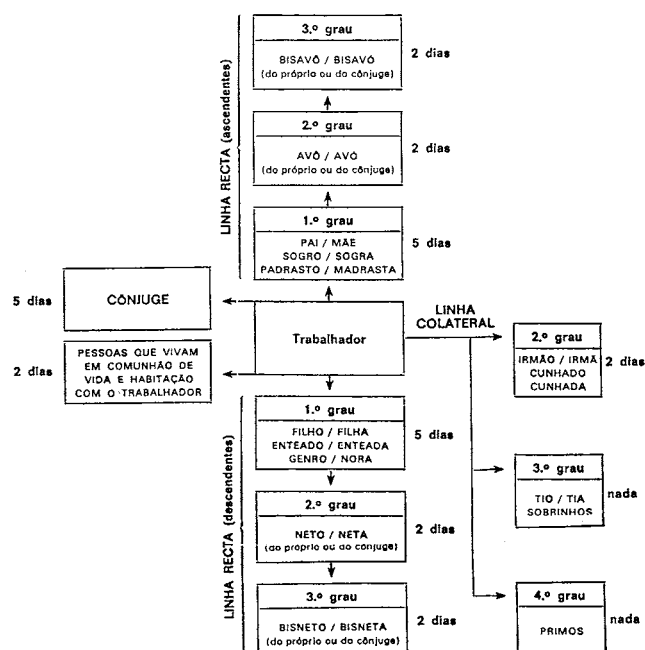 LINHA RECTA (ascendentes)
3.º grau
BISAVÔ / BISAVÓ
(do próprio ou do cônjuge)
2 dias
2.º grau
AVÔ / AVÓ
(do próprio ou do cônjuge)
2 dias
1.º grau
PAI / MÃE
SOGRO / SOGRA
PADRASTO / MADRASTA
5 dias
5 dias
CÔNJUGE
2 dias
PESSOAS QUE VIVAM
EM COMUNHÃO DE
VIDA E HABITAÇÃO
COM O TRABALHADOR
Trabalhador
LINHA
COLATERAL
2.º grau
IRMÃO / IRMÃ
CUNHADO
CUNHADA
2 dias
3.º grau
TIO / TIA
SOBRINHOS
nada
4.º grau
PRIMOS
nada
LINHA RECTA (descendentes)
1.º grau
FILHO / FILHA
ENTEADO / ENTEADA
GENRO / NORA
5 dias
2.º grau
NETO / NETA
(do próprio ou do cônjuge)
2 dias
3.º grau
BISNETO / BISNETA
(do próprio ou do cônjuge)
2 dias